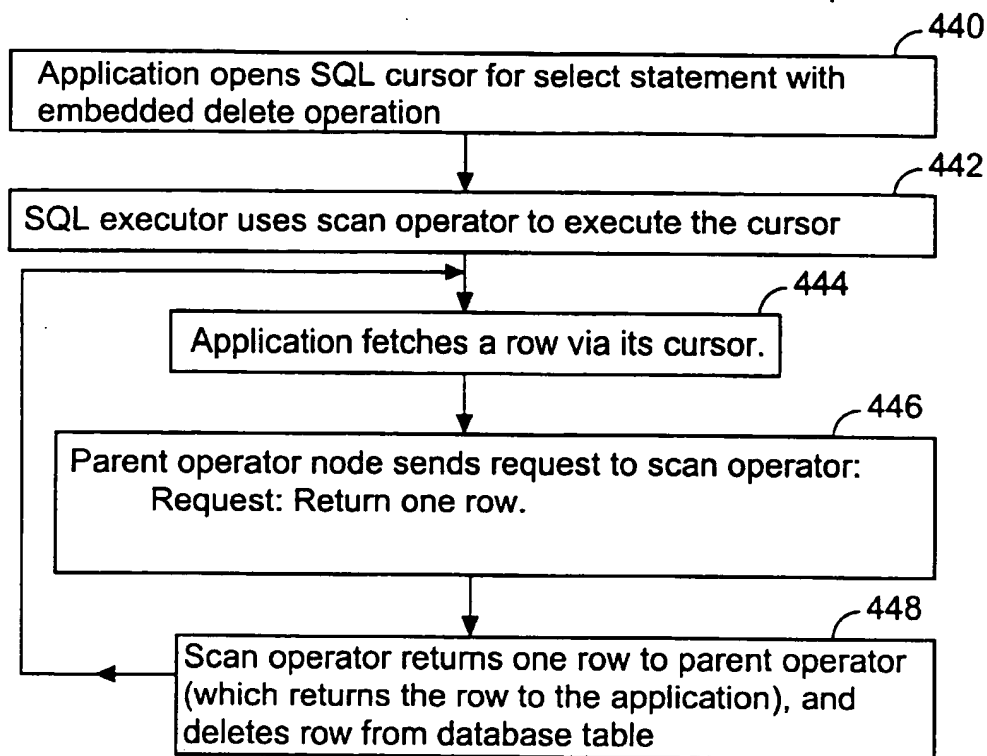 440
Application opens SQL cursor for select statement with
embedded delete operation
442
SQL executor uses scan operator to execute the cursor
444
Application fetches a row via its cursor.
446
Parent operator node sends request to scan operator:
Request: Return one row.
448
Scan operator returns one row to parent operator
(which returns the row to the application), and
deletes row from database table